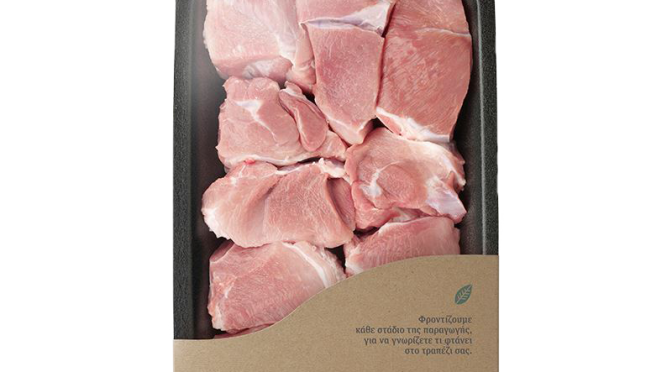 Φροντίζουμε
κάθε στάδιο της παραγωγής,
για να γνωρίζετε τι φτάνει
στο τραπέζι σας.